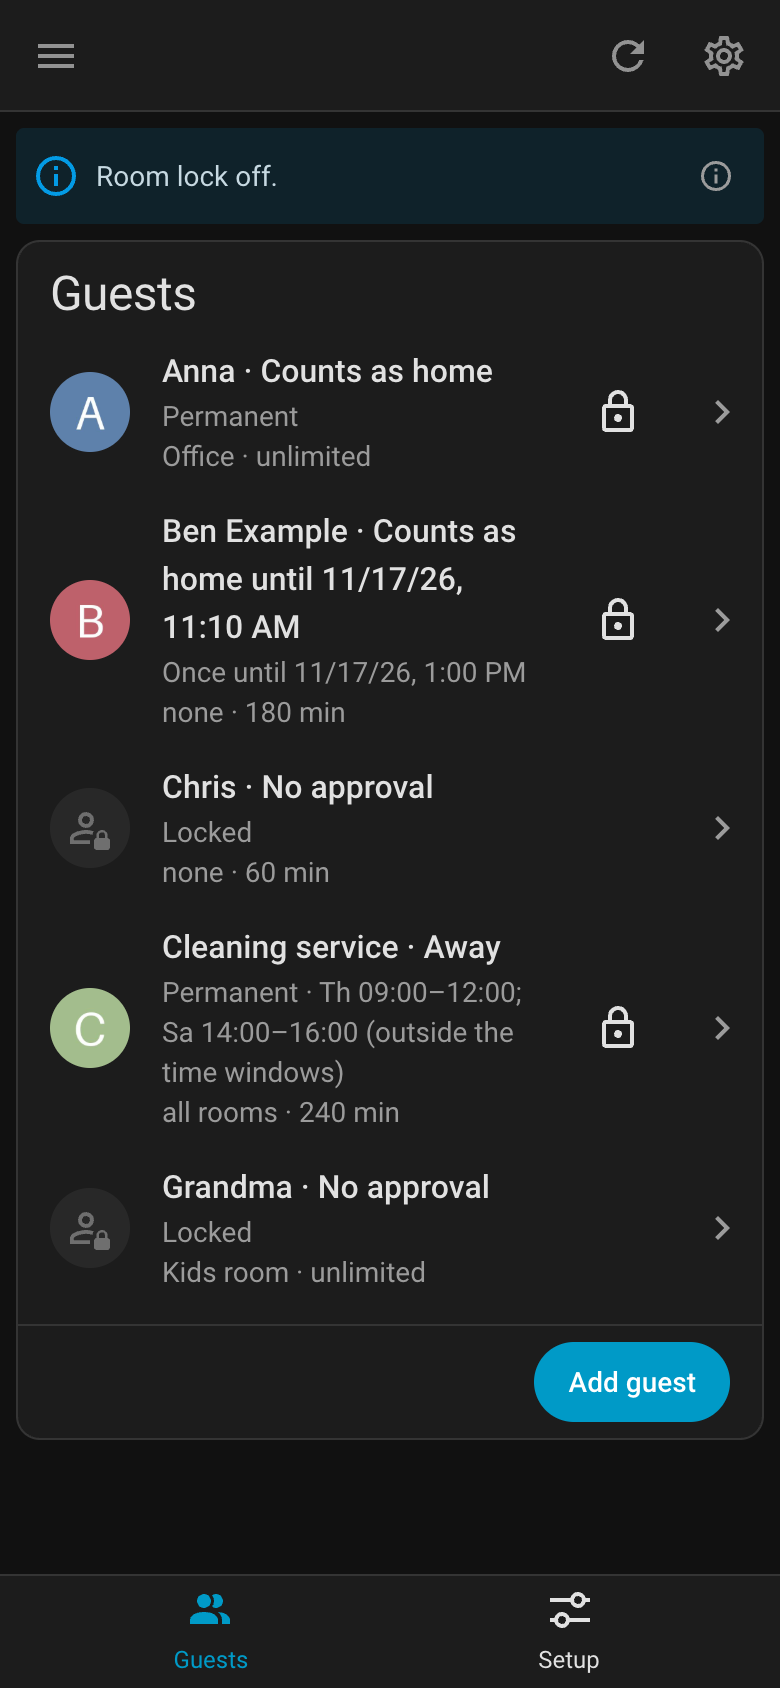 Room lock off.
Guests
A
Anna · Counts as home
Permanent
Office · unlimited
B
Ben Example · Counts as
home until 11/17/26,
11:10 AM
Once until 11/17/26, 1:00 PM
none · 180 min
Chris · No approval
Locked
none · 60 min
C
Cleaning service · Away
Permanent · Th 09:00–12:00;
Sa 14:00–16:00 (outside the
time windows)
all rooms · 240 min
Grandma · No approval
Locked
Kids room · unlimited
Add guest
Guests
Setup